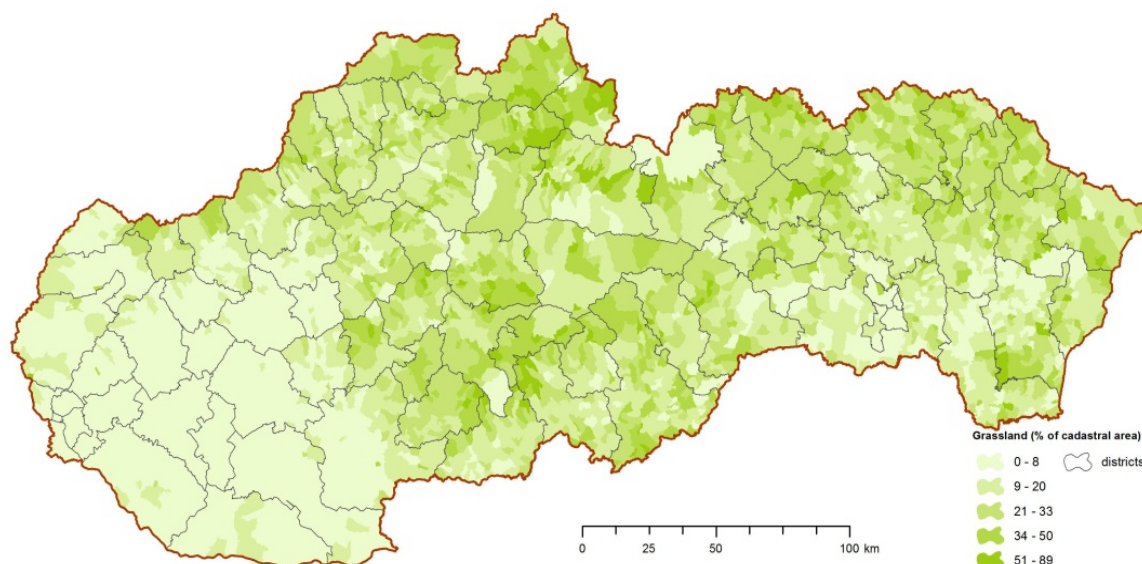 Grassland (% of cadastral area)
0 - 8 districts
9 - 20
21 - 33
34 - 50
51 - 89
0 25 50 100 km